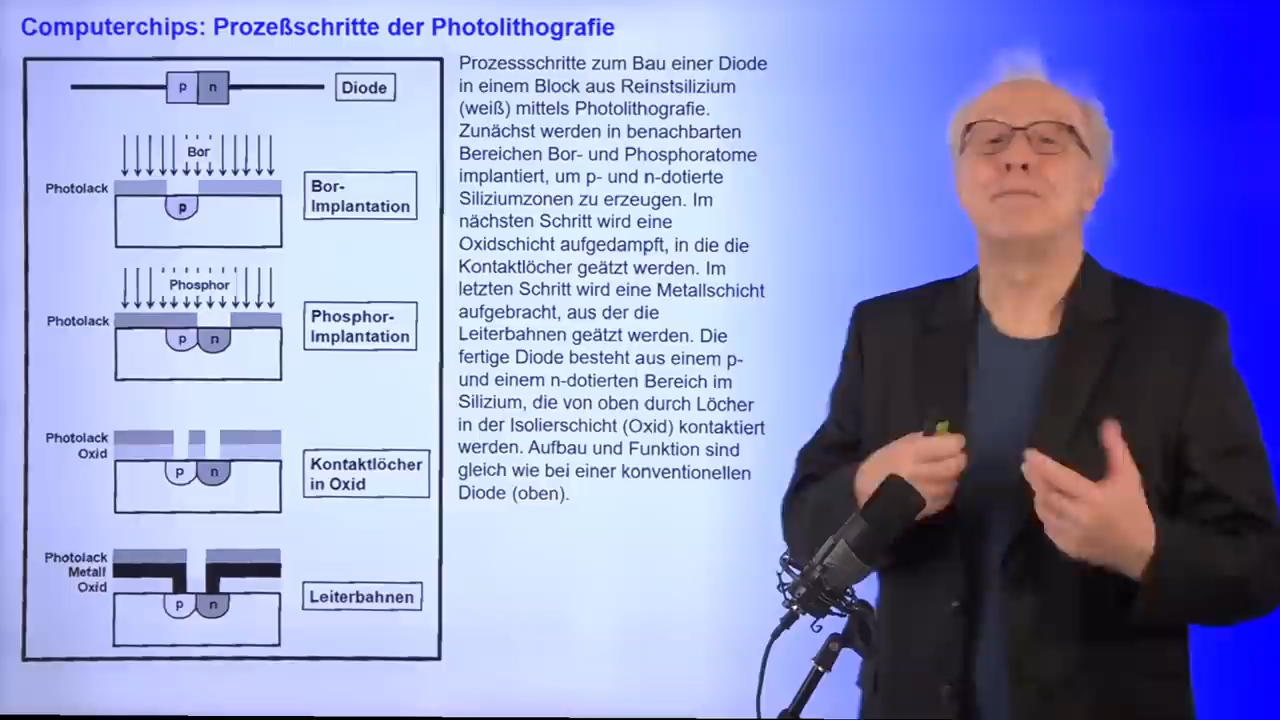 Computerchips: Prozeßschritte der Photolithografie
p n
Diode
Bor
Photolack
p
Bor-
Implantation
Phosphor
Photolack
p n
Phosphor-
Implantation
Photolack
Oxid
p n
Kontaktlöcher
in Oxid
Photolack
Metall
Oxid
p n
Leiterbahnen
Prozessschritte zum Bau einer Diode
in einem Block aus Reinstsilizium
(weiß) mittels Photolithografie.
Zunächst werden in benachbarten
Bereichen Bor- und Phosphoratome
implantiert, um p- und n-dotierte
Siliziumzonen zu erzeugen. Im
nächsten Schritt wird eine
Oxidschicht aufgedampft, in die die
Kontaktlöcher geätzt werden. Im
letzten Schritt wird eine Metallschicht
aufgebracht, aus der die
Leiterbahnen geätzt werden. Die
fertige Diode besteht aus einem p-
und einem n-dotierten Bereich im
Silizium, die von oben durch Löcher
in der Isolierschicht (Oxid) kontaktiert
werden. Aufbau und Funktion sind
gleich wie bei einer konventionellen
Diode (oben).